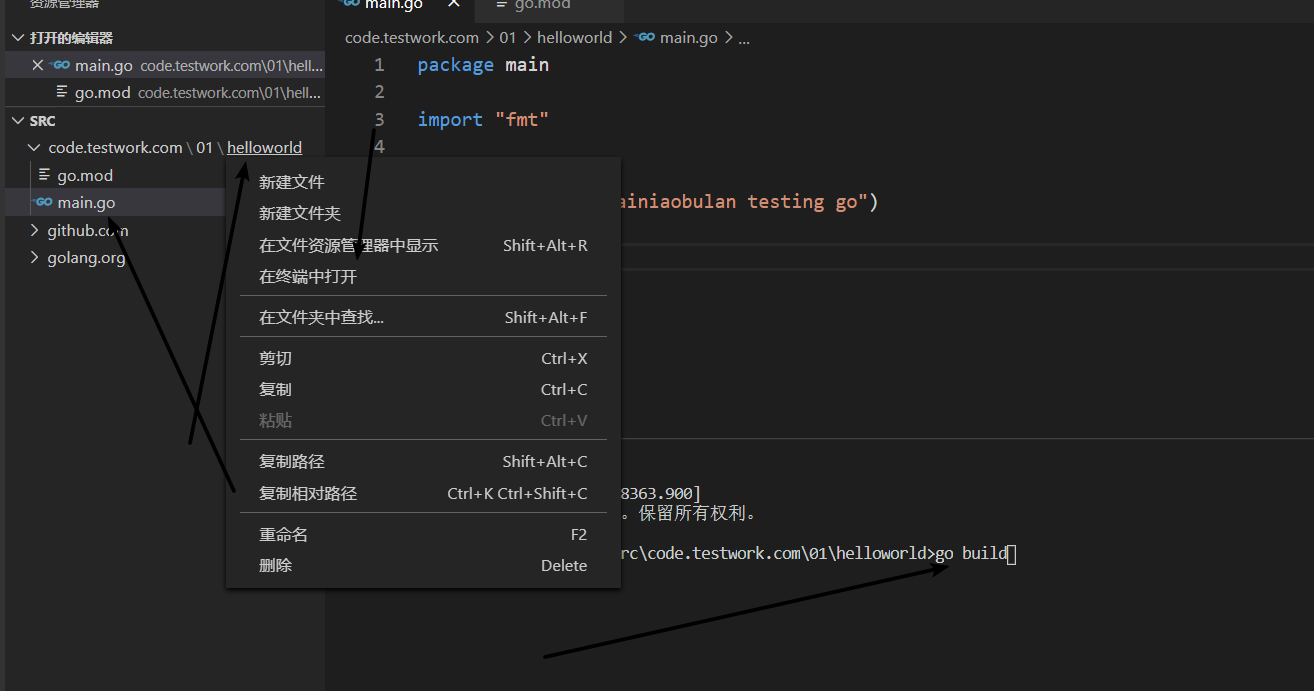 资源管理器
main.go
go.mod
打开的编辑器
main.go code.testwork.com\01\hell...
go.mod code.testwork.com\01\hell...
SRC
code.testwork.com \ 01 \ helloworld
go.mod
main.go
github.com
golang.org
code.testwork.com > 01 > helloworld > GO main.go > ...
1 package main
2
3 import "fmt"
4
ainiaobulan testing go")
新建文件
新建文件夹
在文件资源管理器中显示 Shift+Alt+R
在终端中打开
在文件夹中查找... Shift+Alt+F
剪切 Ctrl+X
复制 Ctrl+C
粘贴 Ctrl+V
复制路径 Shift+Alt+C
复制相对路径 Ctrl+K Ctrl+Shift+C
重命名 F2
删除 Delete
8363.900]
。保留所有权利。
rc\code.testwork.com\01\helloworld>go build